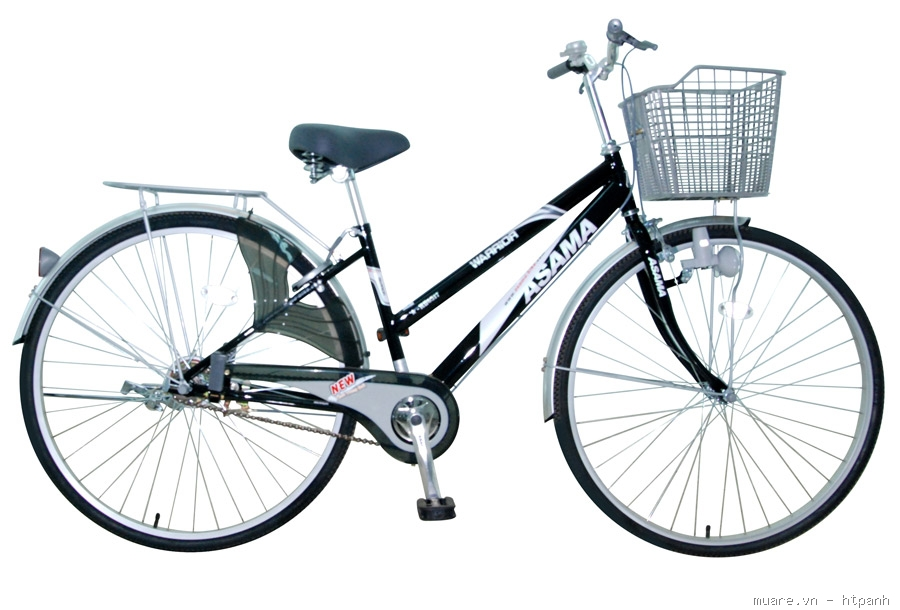 WARRIOR
ASAMA
ASAMA
NEW
muare.vn - htpanh